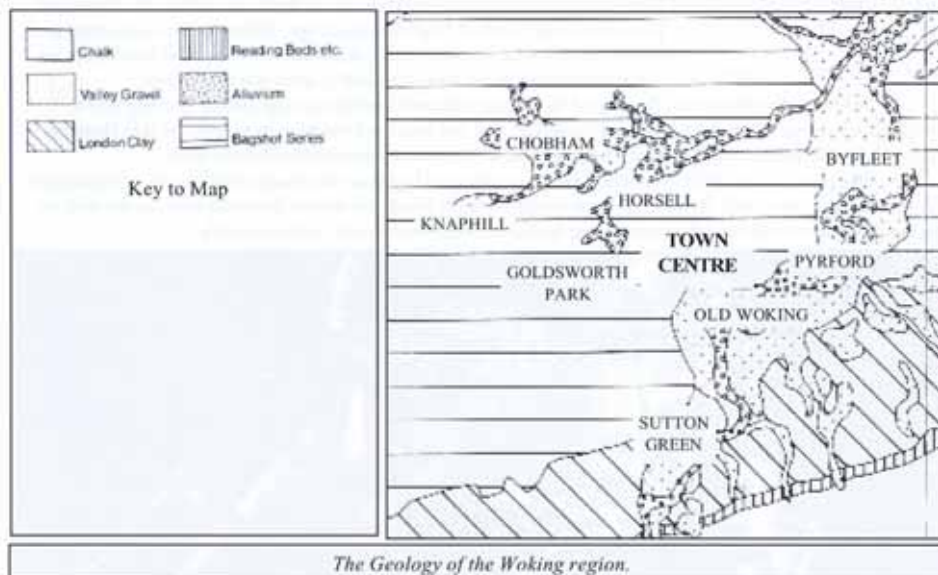 Chalk
Reading Beds etc.
Valley Gravel
Alluvium
London Clay
Bagshot Series
Key to Map
CHOBHAM
BYFLEET
HORSELL
KNAPHILL
TOWN
CENTRE
PYRFORD
GOLDSWORTH
PARK
OLD WOKING
SUTTON
GREEN
The Geology of the Woking region.